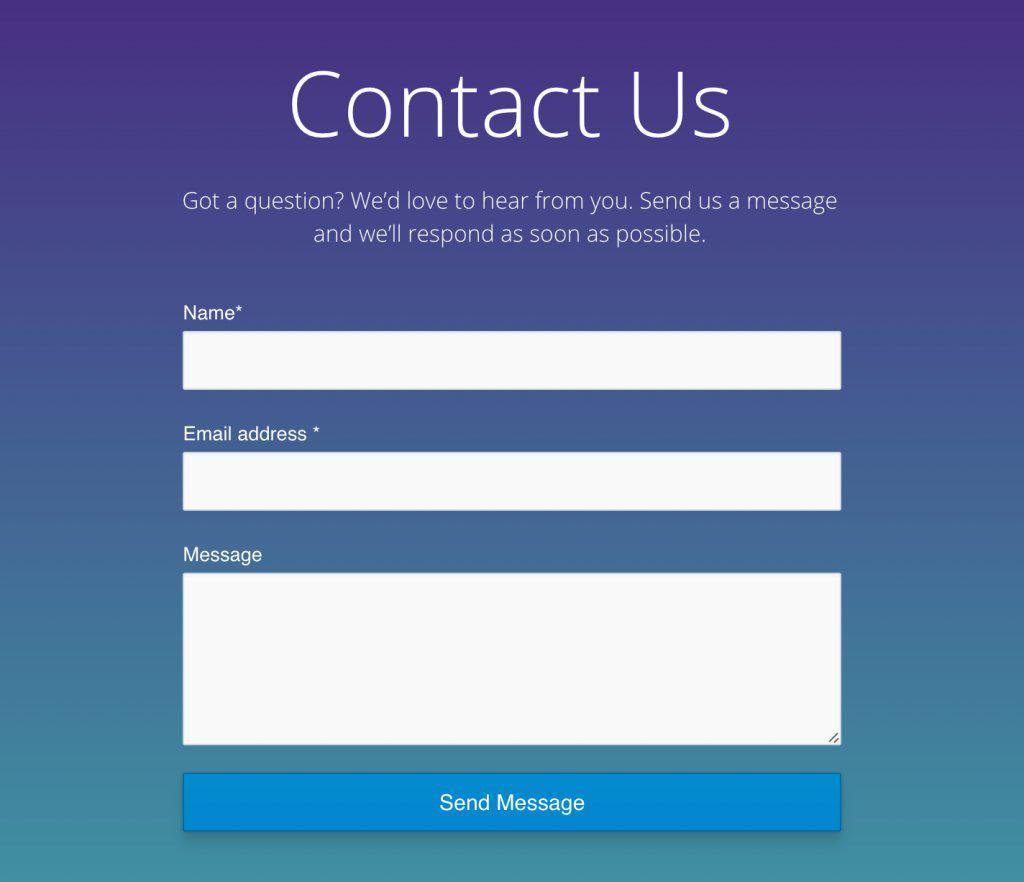 Contact Us
Got a question? We’d love to hear from you. Send us a message
and we’ll respond as soon as possible.
Name*
Email address *
Message
Send Message